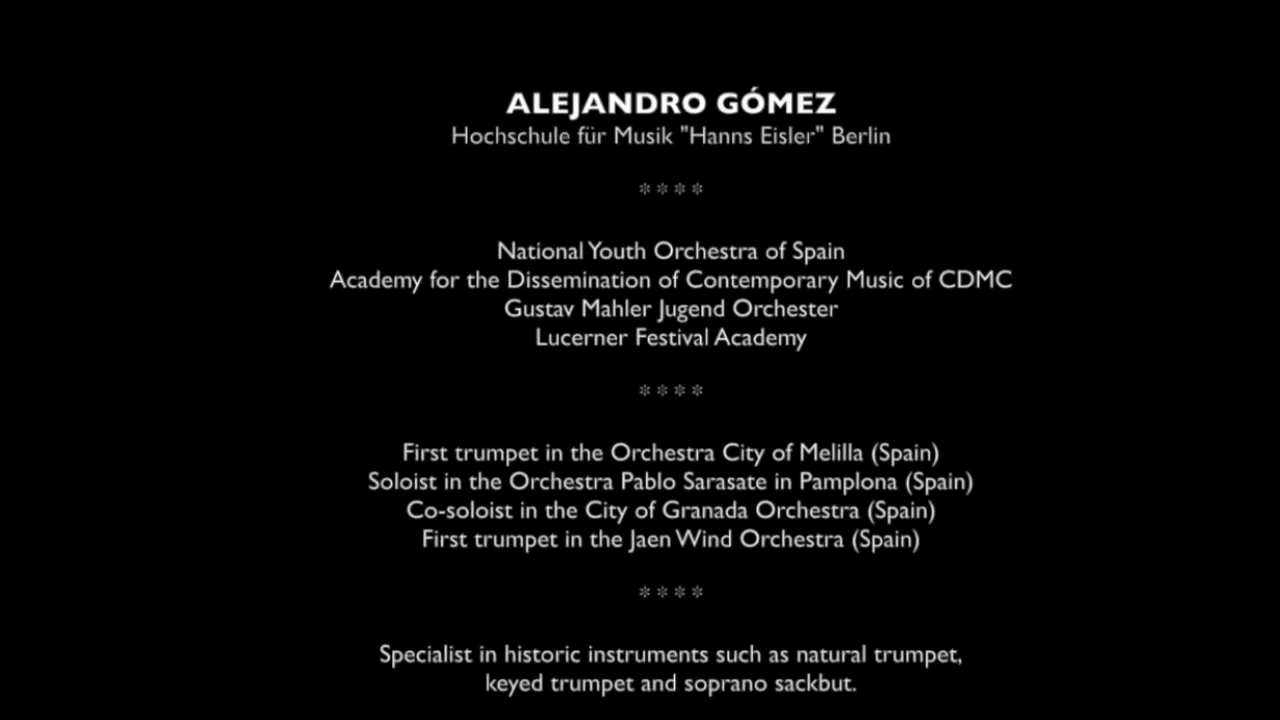 ALEJANDRO GÓMEZ
Hochschule für Musik "Hanns Eisler" Berlin
****
National Youth Orchestra of Spain
Academy for the Dissemination of Contemporary Music of CDMC
Gustav Mahler Jugend Orchester
Lucerner Festival Academy
****
First trumpet in the Orchestra City of Melilla (Spain)
Soloist in the Orchestra Pablo Sarasate in Pamplona (Spain)
Co-soloist in the City of Granada Orchestra (Spain)
First trumpet in the Jaen Wind Orchestra (Spain)
****
Specialist in historic instruments such as natural trumpet,
keyed trumpet and soprano sackbut.